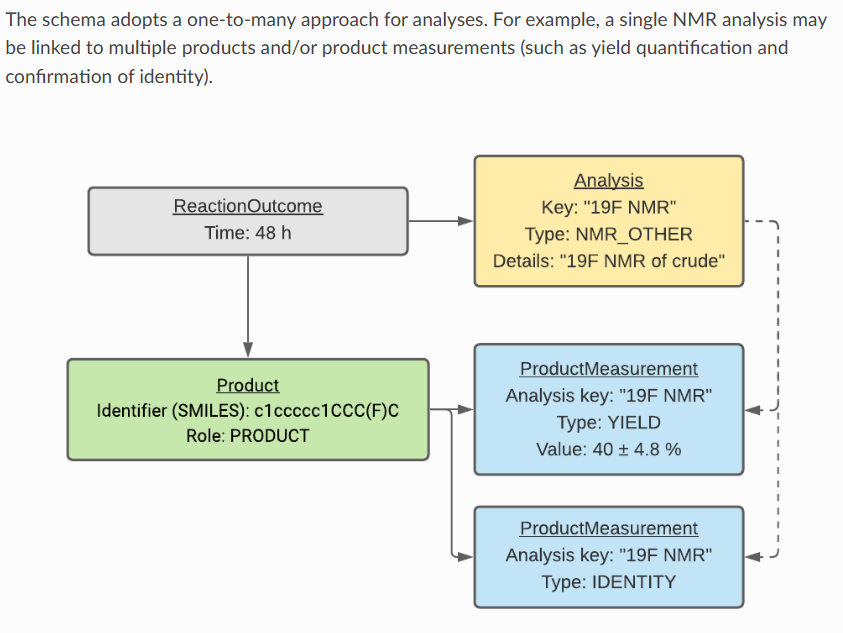 The schema adopts a one-to-many approach for analyses. For example, a single NMR analysis may
be linked to multiple products and/or product measurements (such as yield quantification and
confirmation of identity).
ReactionOutcome
Time: 48 h
Analysis
Key: "19F NMR"
Type: NMR_OTHER
Details: "19F NMR of crude"
Product
Identifier (SMILES): c1ccccc1CCC(F)C
Role: PRODUCT
ProductMeasurement
Analysis key: "19F NMR"
Type: YIELD
Value: 40 ± 4.8 %
ProductMeasurement
Analysis key: "19F NMR"
Type: IDENTITY